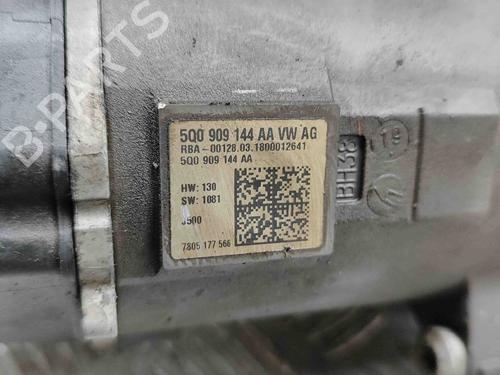 5Q0 909 144 AA VW AG
RBA-00128.03.1800012641
5Q0 909 144 AA
HW: 130
SW: 1081
7805 177 566
BH38
19
B-PARTS